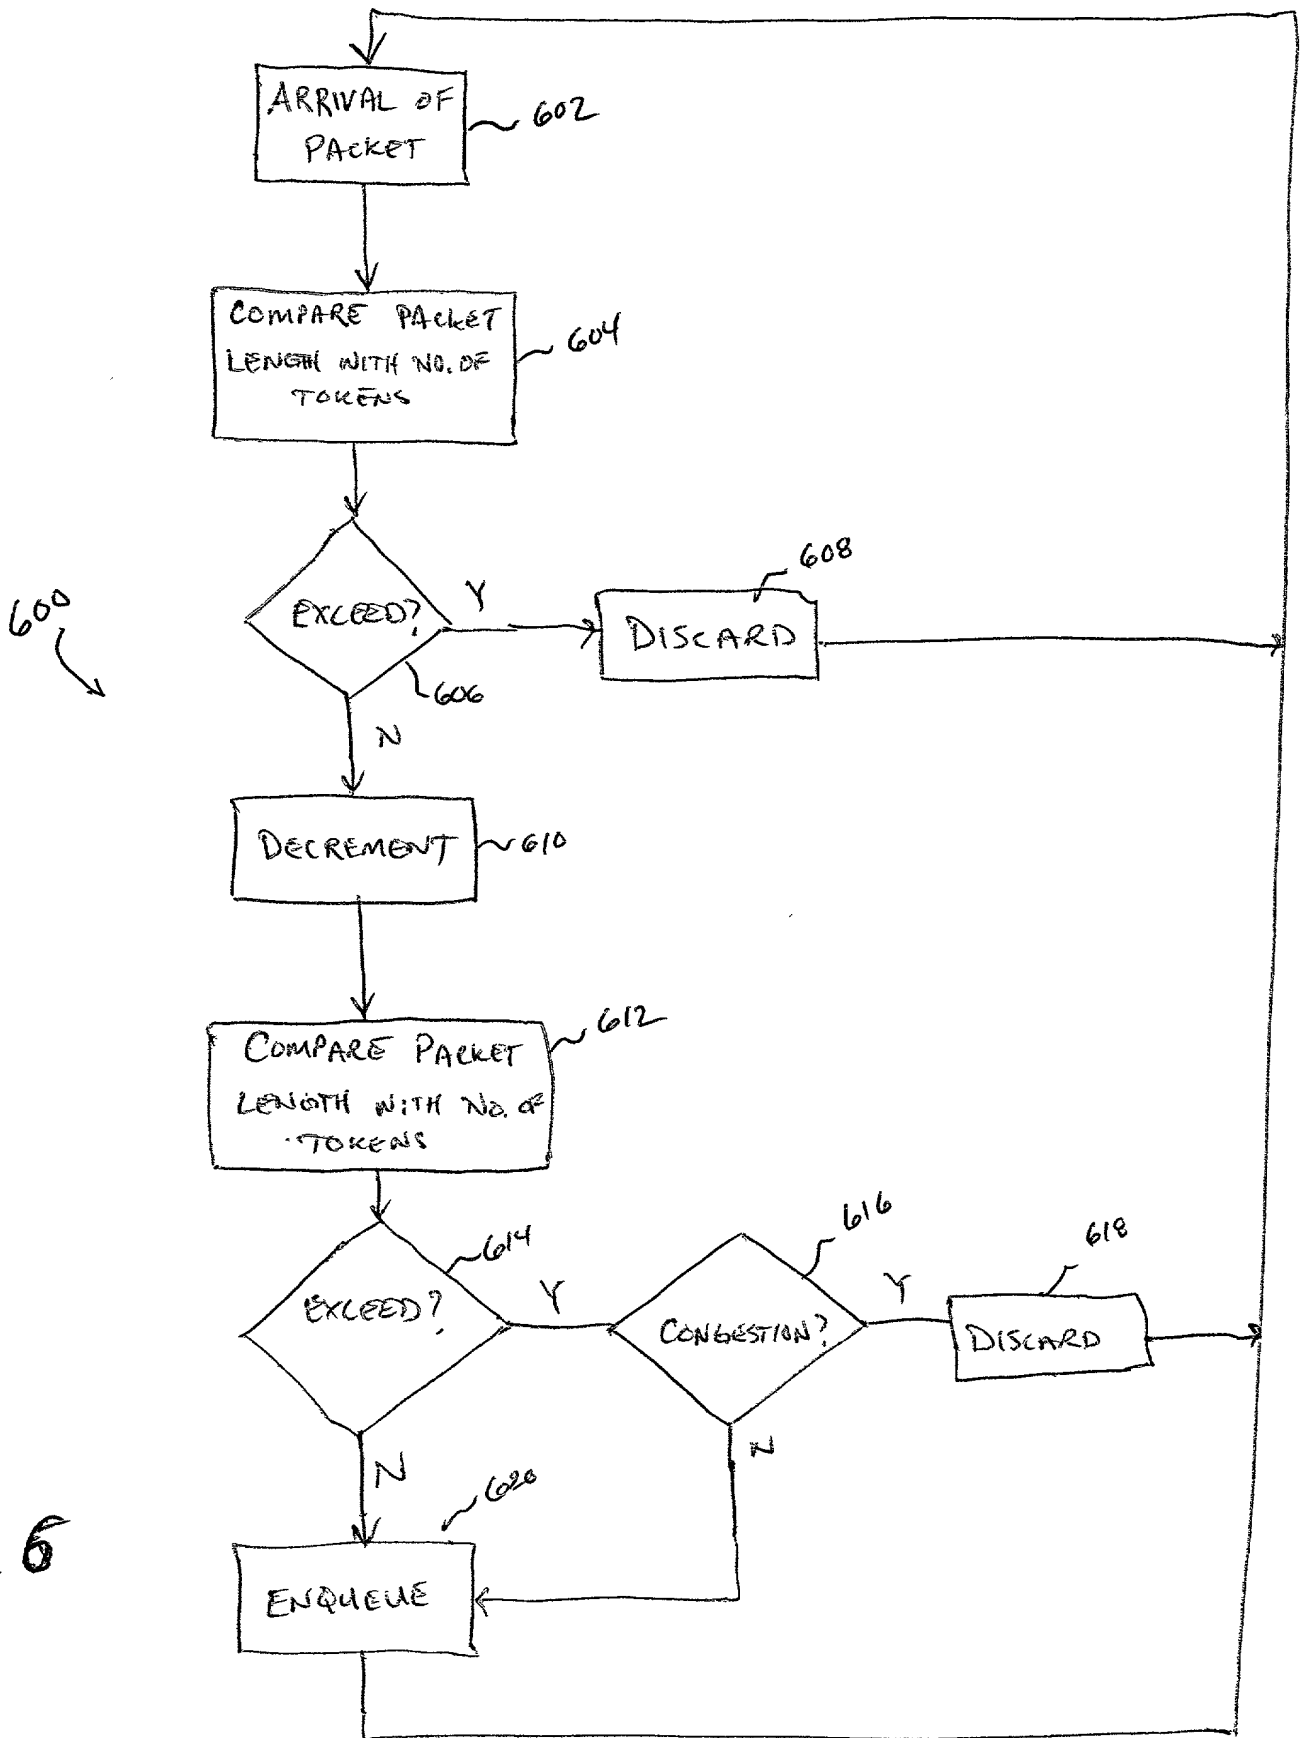 ARRIVAL OF
PACKET
602
COMPARE PACKET
LENGTH WITH NO. OF
TOKENS
604
600
EXCEED?
606
Y
608
DISCARD
N
DECREMENT
610
612
COMPARE PACKET
LENGTH WITH NO. OF
TOKENS
614
EXCEED?
Y
616
CONGESTION?
Y
618
DISCARD
N
N
620
ENQUEUE
6